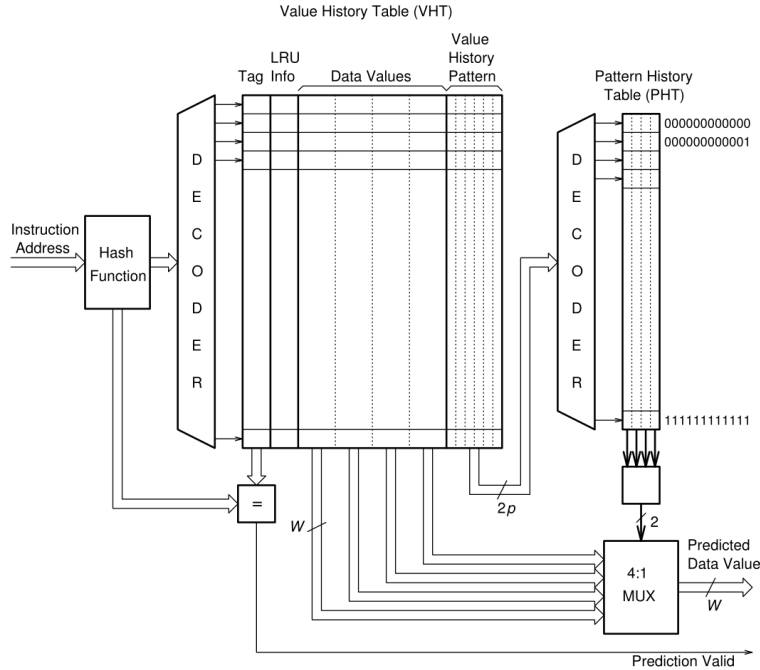 Value History Table (VHT)
Tag
LRU
Info
Data Values
Value
History
Pattern
Pattern History
Table (PHT)
000000000000
000000000001
D
E
C
O
D
E
R
D
E
C
O
D
E
R
Instruction
Address
Hash
Function
111111111111
=
W
2p
2
4:1
MUX
Predicted
Data Value
W
Prediction Valid